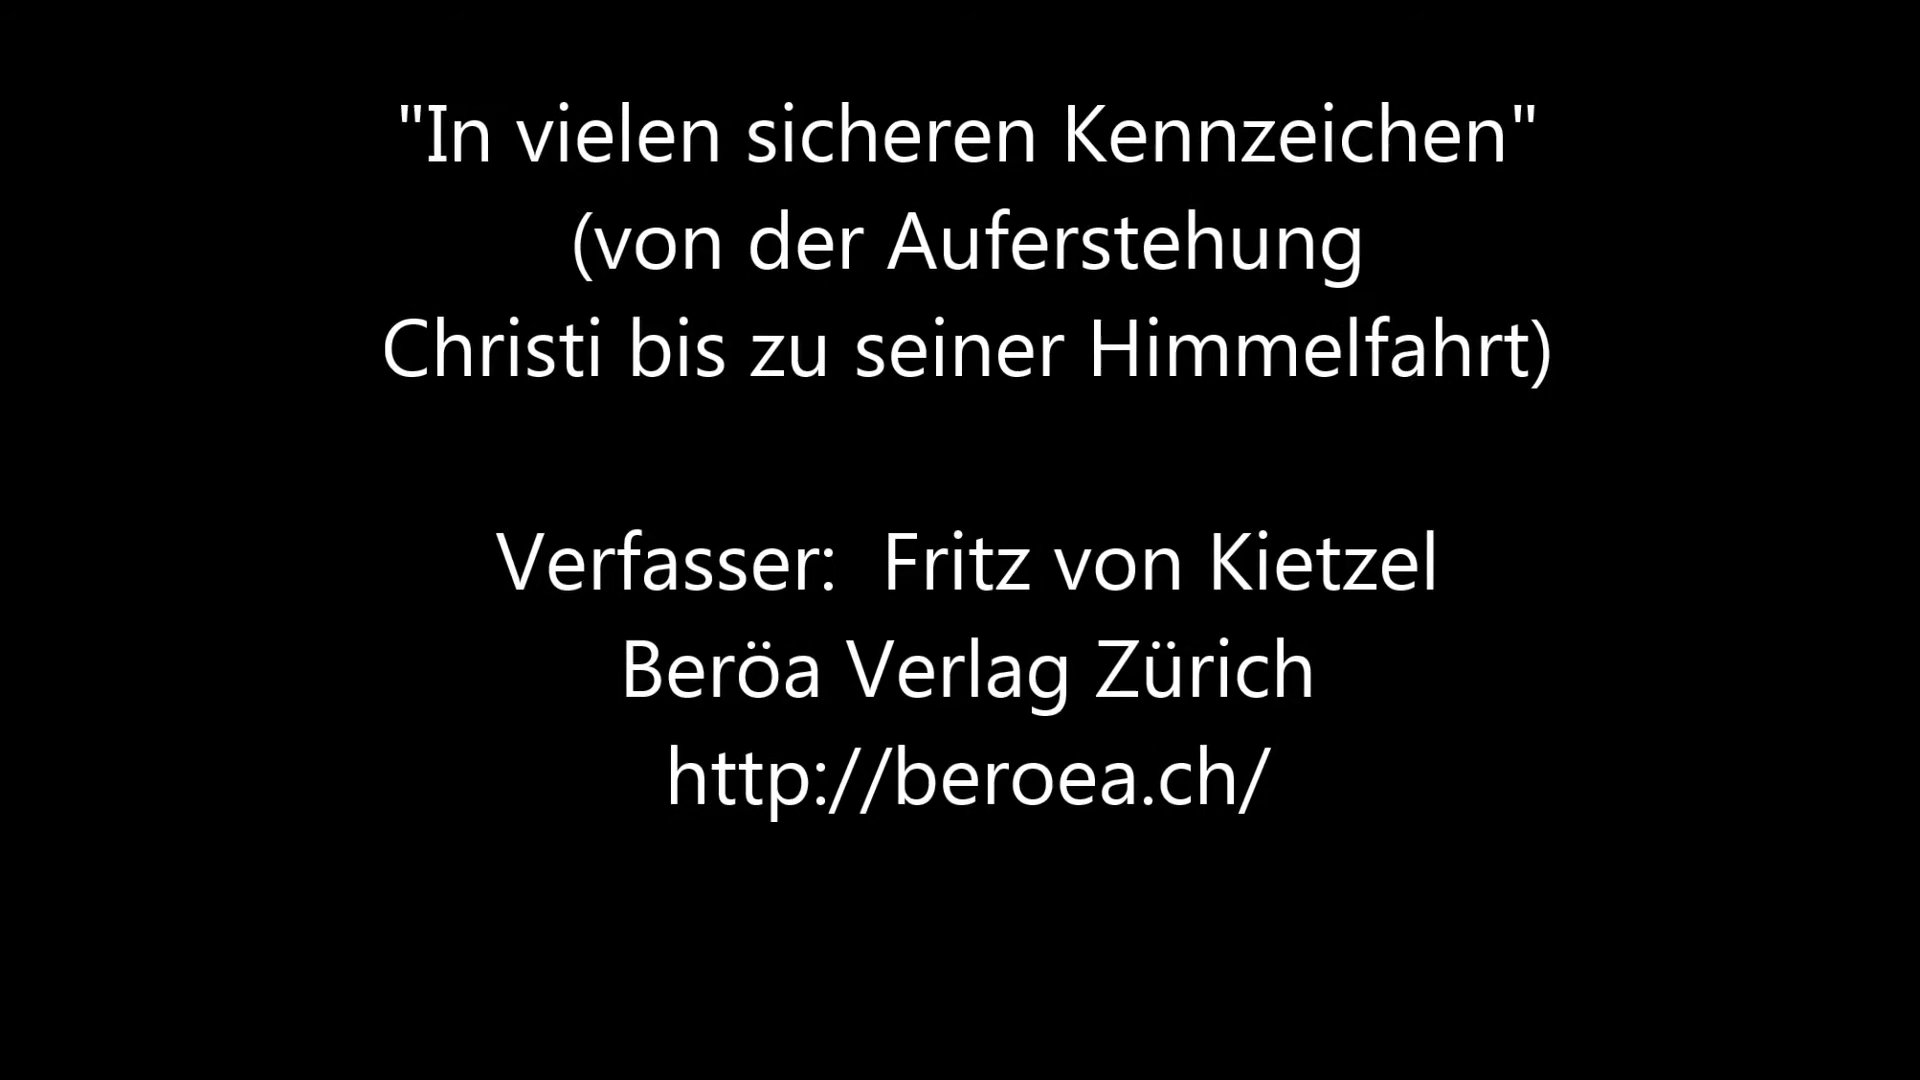 "In vielen sicheren Kennzeichen"
(von der Auferstehung
Christi bis zu seiner Himmelfahrt)
Verfasser:  Fritz von Kietzel
Beröa Verlag Zürich
http://beroea.ch/